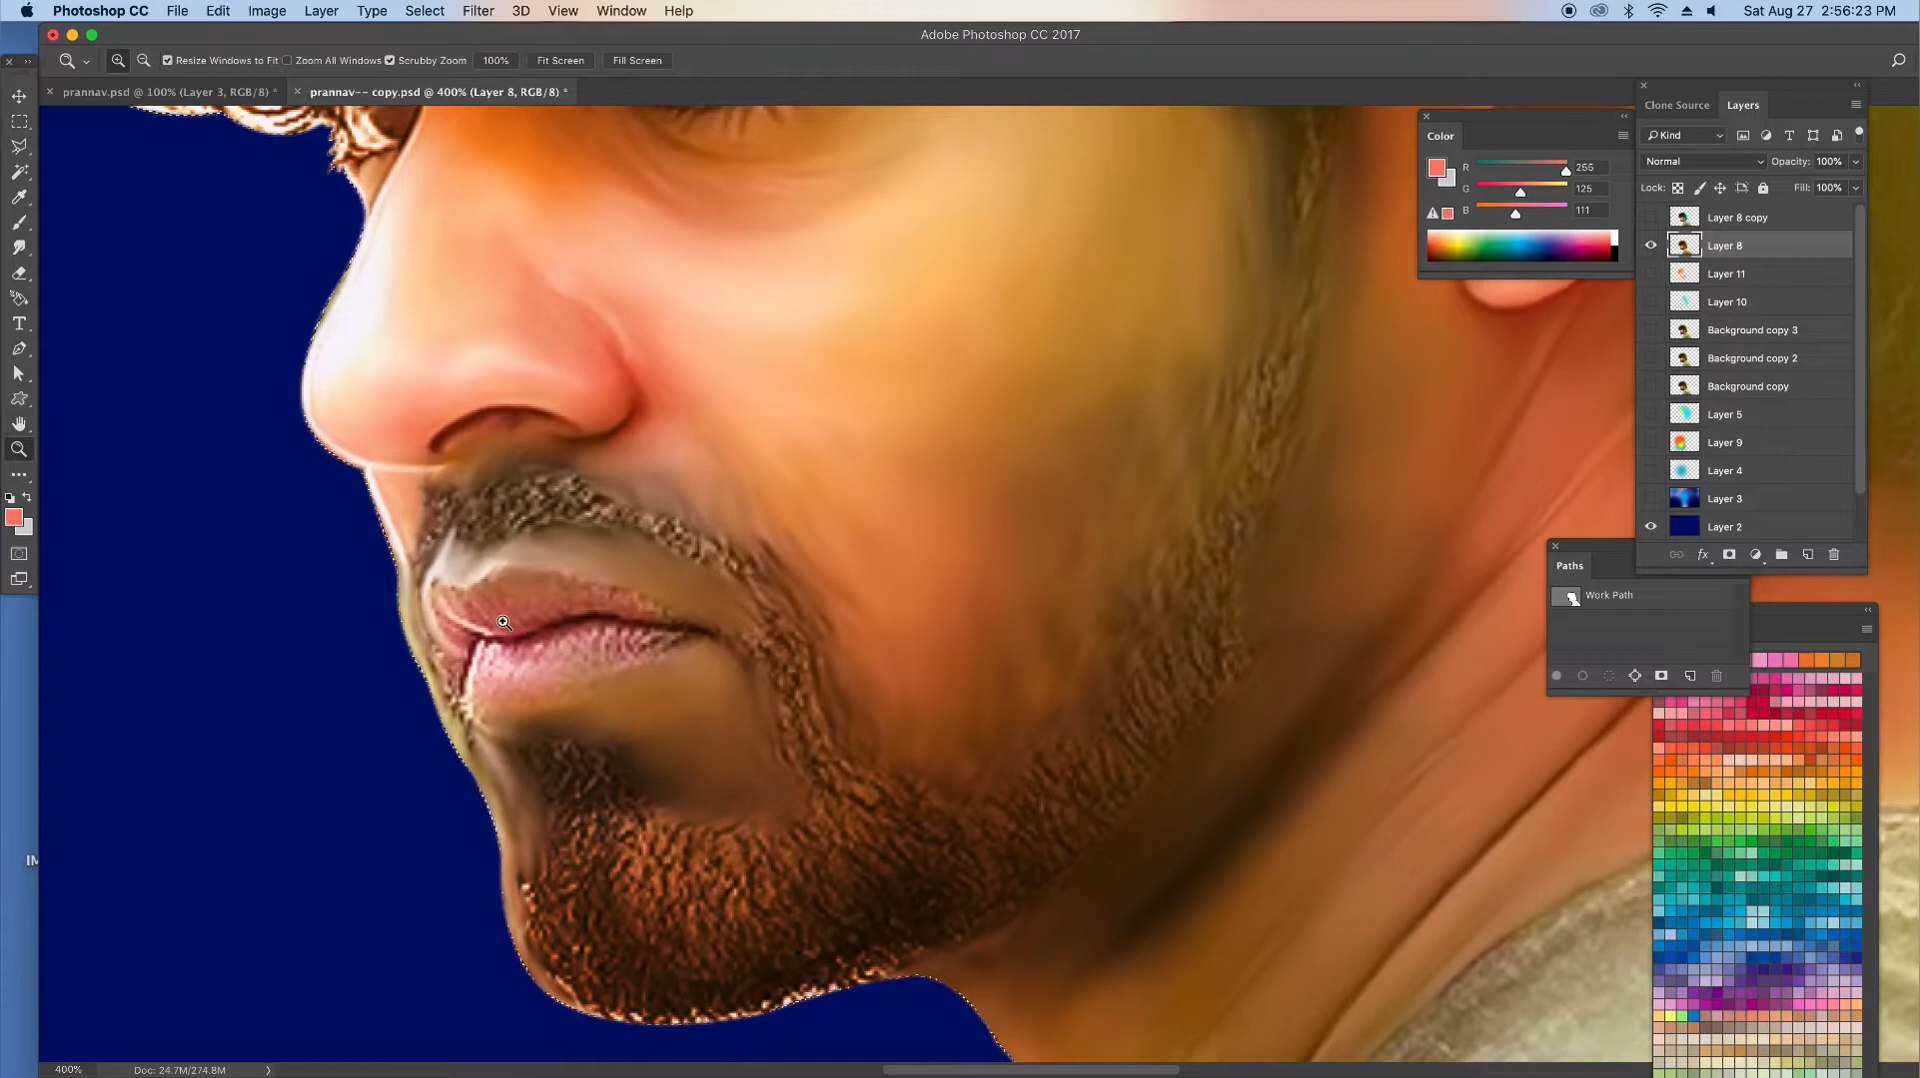 Photoshop CC File Edit Image Layer Type Select Filter 3D View Window Help Sat Aug 27 2:56:23 PM
Adobe Photoshop CC 2017
Resize Windows to Fit Zoom All Windows Scrubby Zoom 100% Fit Screen Fill Screen
prannav.psd @ 100% (Layer 3, RGB/8) * prannav-- copy.psd @ 400% (Layer 8, RGB/8) *
Clone Source Layers
Color
Kind
R 255
G 125
B 111
Normal Opacity: 100%
Lock: Fill: 100%
Layer 8 copy
Layer 8
Layer 11
Layer 10
Background copy 3
Background copy 2
Background copy
Layer 5
Layer 9
Layer 4
Layer 3
Layer 2
fx
Paths
Work Path
IM
400% Doc: 24.7M/274.8M